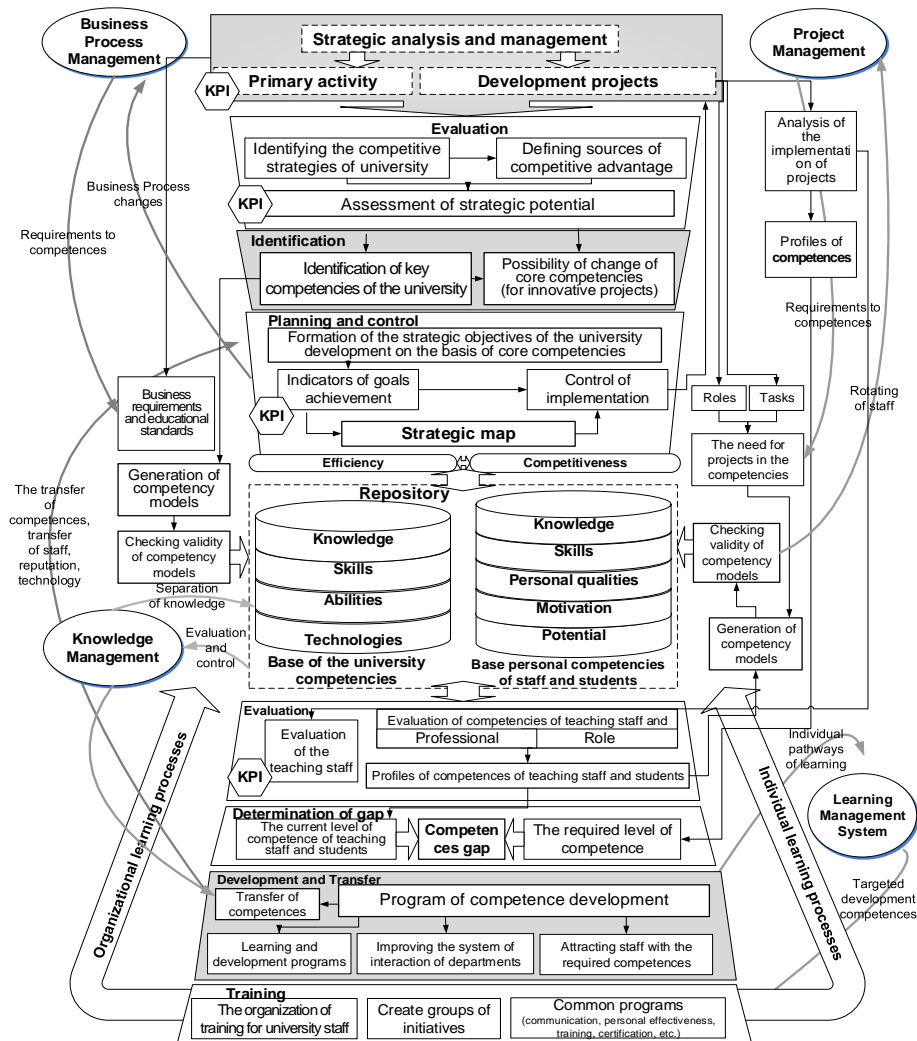 Business
Process
Management
Strategic analysis and management
Project
Management
KPI
Primary activity
Development projects
Evaluation
Identifying the competitive
strategies of university
Defining sources of
competitive advantage
Analysis of
the
implementati
on of
projects
KPI
Assessment of strategic potential
Business Process
changes
Requirements to
competences
Profiles of
competences
Identification
Identification of key
competencies of the university
Possibility of change of
core competencies
(for innovative projects)
Requirements to
competences
Planning and control
Formation of the strategic objectives of the university
development on the basis of core competencies
Indicators of goals
achievement
Control of
implementation
KPI
Strategic map
Business
requirements
and educational
standards
Roles
Tasks
Rotating
of staff
The need for
projects in the
competencies
Efficiency
Competitiveness
Generation of
competency
models
The transfer
of
competences,
transfer
of staff,
reputation,
technology
Checking validity
of competency
models
Repository
Knowledge
Skills
Abilities
Technologies
Base of the university
competencies
Knowledge
Skills
Personal qualities
Motivation
Potential
Base personal competencies
of staff and students
Checking
validity of
competency
models
Separation
of knowledge
Knowledge
Management
Evaluation
and
control
Generation of
competency
models
Evaluation
Evaluation
of the
teaching staff
KPI
Evaluation of competencies of teaching staff and
Professional
Role
Profiles of competences of teaching staff and students
Individual
pathways
of learning
Organizational learning processes
Individual learning processes
Learning
Management
System
Determination of gap
The current level of
competence of teaching
staff and students
Competen
ces gap
The required level of
competence
Development and Transfer
Transfer of
competences
Program of competence development
Targeted
development
competences
Learning and
development programs
Improving the system of
interaction of departments
Attracting staff with the
required competences
Training
The organization of
training for university staff
Create groups of
initiatives
Common programs
(communication, personal effectiveness,
training, certification, etc.)